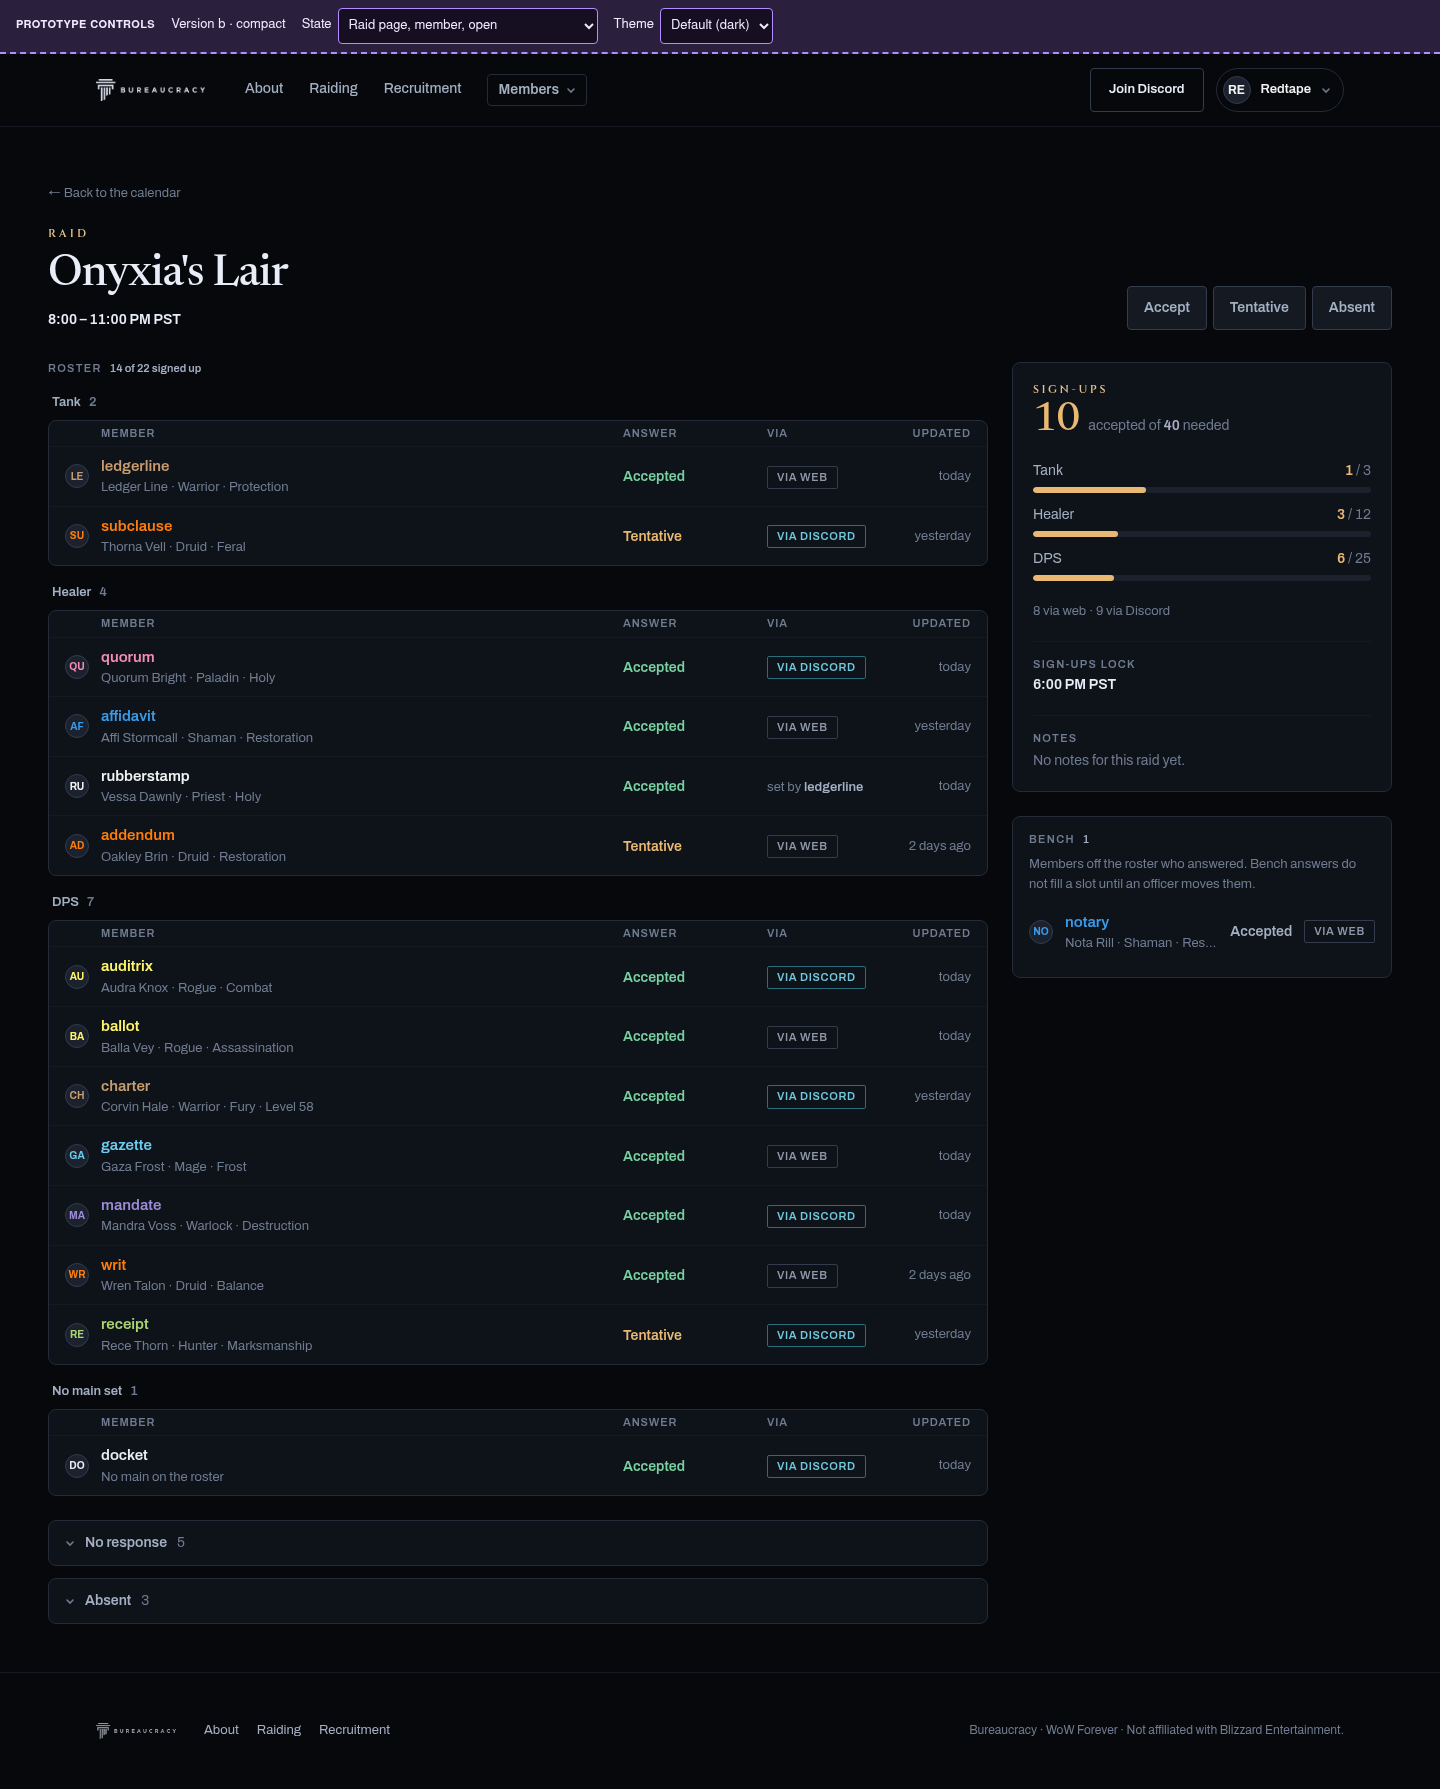 PROTOTYPE CONTROLS Version b · compact State Raid page, member, open Theme Default (dark)
BUREAUCRACY About Raiding Recruitment Members Join Discord RE Redtape
← Back to the calendar
RAID
Onyxia's Lair
8:00 – 11:00 PM PST
Accept Tentative Absent
ROSTER 14 of 22 signed up
Tank 2
MEMBER ANSWER VIA UPDATED
LE ledgerline Accepted VIA WEB today
Ledger Line · Warrior · Protection
SU subclause Tentative VIA DISCORD yesterday
Thorna Vell · Druid · Feral
Healer 4
MEMBER ANSWER VIA UPDATED
QU quorum Accepted VIA DISCORD today
Quorum Bright · Paladin · Holy
AF affidavit Accepted VIA WEB yesterday
Affi Stormcall · Shaman · Restoration
RU rubberstamp Accepted set by ledgerline today
Vessa Dawnly · Priest · Holy
AD addendum Tentative VIA WEB 2 days ago
Oakley Brin · Druid · Restoration
DPS 7
MEMBER ANSWER VIA UPDATED
AU auditrix Accepted VIA DISCORD today
Audra Knox · Rogue · Combat
BA ballot Accepted VIA WEB today
Balla Vey · Rogue · Assassination
CH charter Accepted VIA DISCORD yesterday
Corvin Hale · Warrior · Fury · Level 58
GA gazette Accepted VIA WEB today
Gaza Frost · Mage · Frost
MA mandate Accepted VIA DISCORD today
Mandra Voss · Warlock · Destruction
WR writ Accepted VIA WEB 2 days ago
Wren Talon · Druid · Balance
RE receipt Tentative VIA DISCORD yesterday
Rece Thorn · Hunter · Marksmanship
No main set 1
MEMBER ANSWER VIA UPDATED
DO docket Accepted VIA DISCORD today
No main on the roster
No response 5
Absent 3
SIGN-UPS
10 accepted of 40 needed
Tank 1 / 3
Healer 3 / 12
DPS 6 / 25
8 via web · 9 via Discord
SIGN-UPS LOCK
6:00 PM PST
NOTES
No notes for this raid yet.
BENCH 1
Members off the roster who answered. Bench answers do
not fill a slot until an officer moves them.
NO notary Accepted VIA WEB
Nota Rill · Shaman · Res...
BUREAUCRACY About Raiding Recruitment
Bureaucracy · WoW Forever · Not affiliated with Blizzard Entertainment.